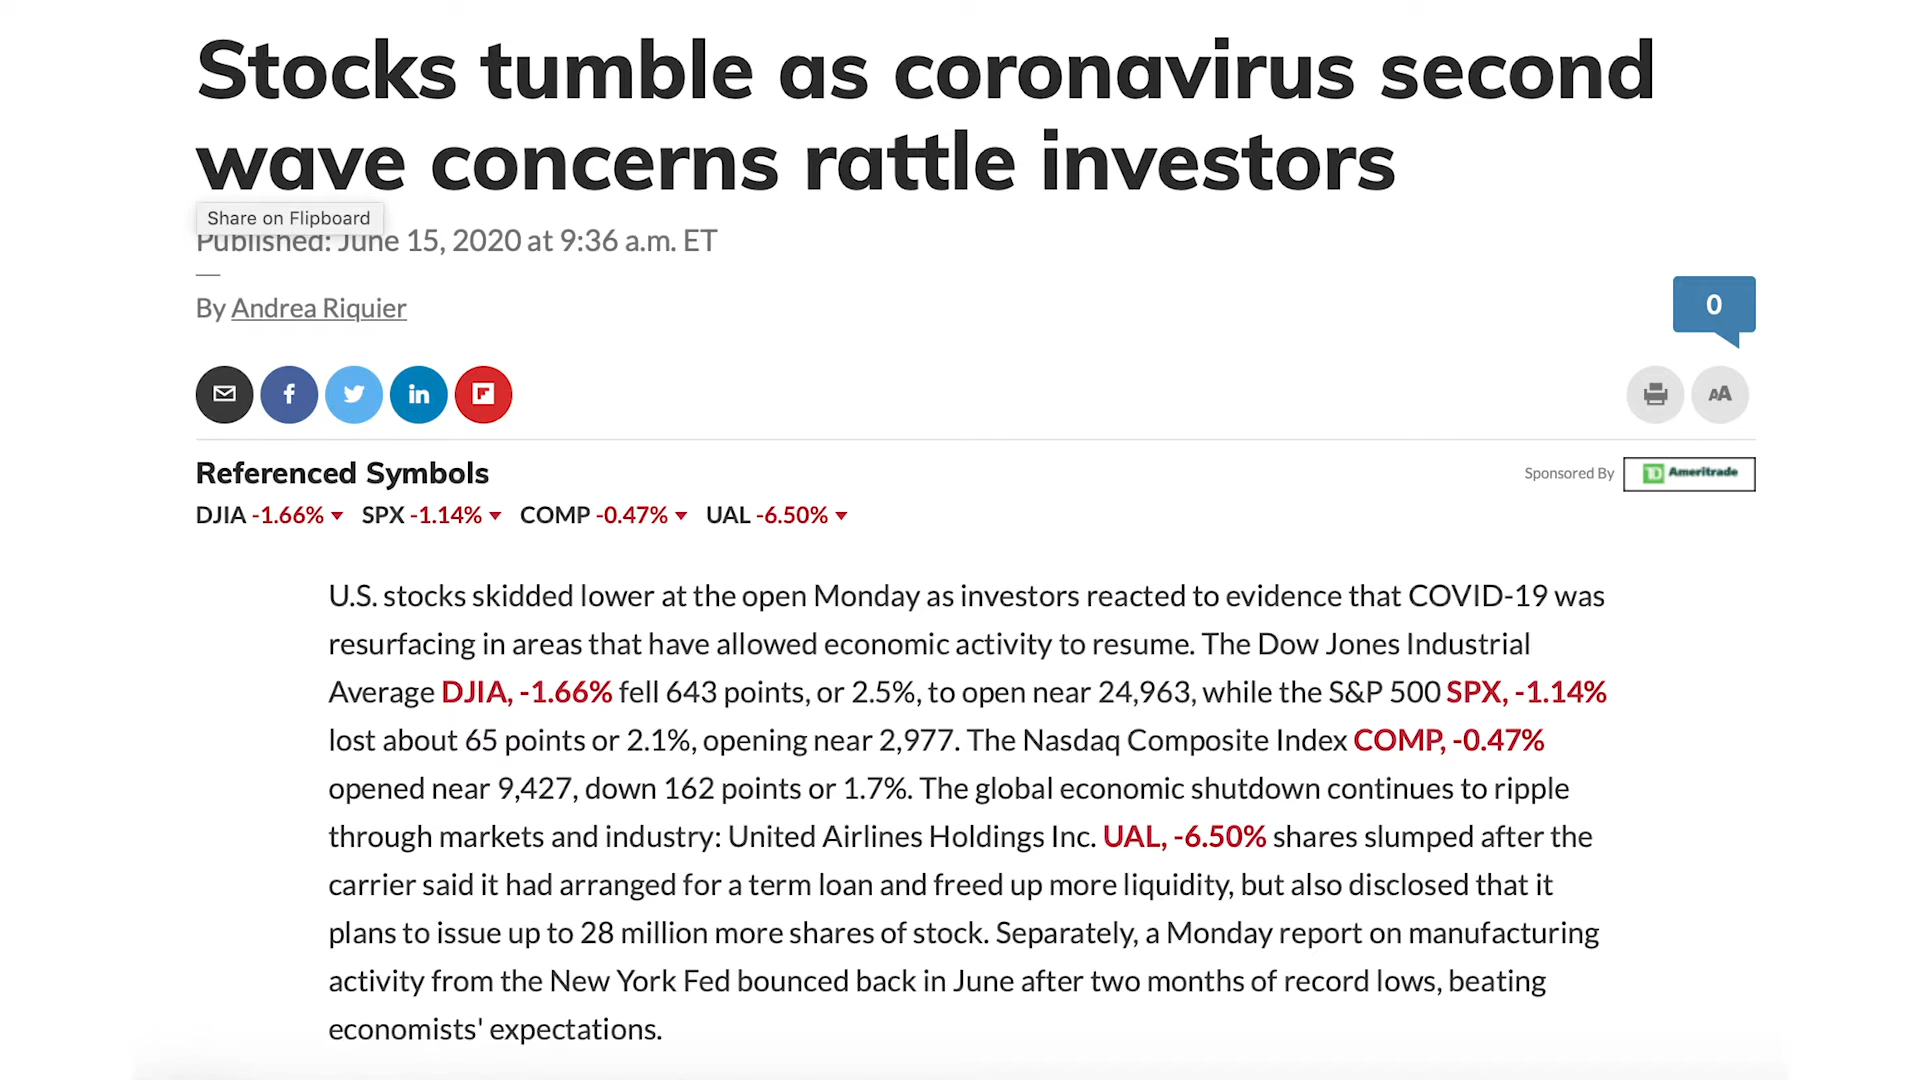 Stocks tumble as coronavirus second
wave concerns rattle investors
Share on Flipboard
Published: June 15, 2020 at 9:36 a.m. ET
By Andrea Riquier
0
f
in
AA
Referenced Symbols
Sponsored By TD Ameritrade
DJIA -1.66% SPX -1.14% COMP -0.47% UAL -6.50%
U.S. stocks skidded lower at the open Monday as investors reacted to evidence that COVID-19 was
resurfacing in areas that have allowed economic activity to resume. The Dow Jones Industrial
Average DJIA, -1.66% fell 643 points, or 2.5%, to open near 24,963, while the S&P 500 SPX, -1.14%
lost about 65 points or 2.1%, opening near 2,977. The Nasdaq Composite Index COMP, -0.47%
opened near 9,427, down 162 points or 1.7%. The global economic shutdown continues to ripple
through markets and industry: United Airlines Holdings Inc. UAL, -6.50% shares slumped after the
carrier said it had arranged for a term loan and freed up more liquidity, but also disclosed that it
plans to issue up to 28 million more shares of stock. Separately, a Monday report on manufacturing
activity from the New York Fed bounced back in June after two months of record lows, beating
economists' expectations.